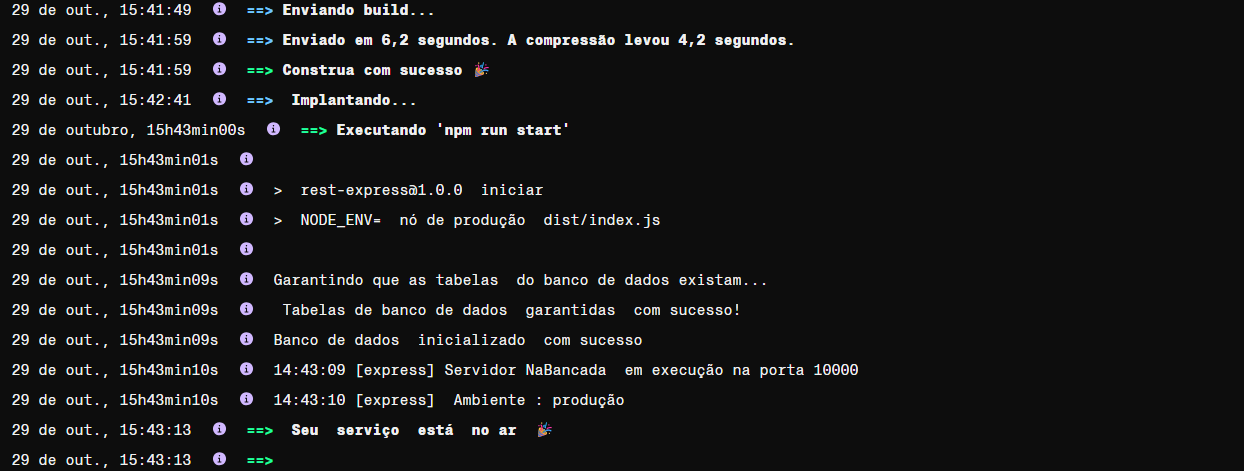 29 de out., 15:41:49 ==> Enviando build...
29 de out., 15:41:59 ==> Enviado em 6,2 segundos. A compressão levou 4,2 segundos.
29 de out., 15:41:59 ==> Construa com sucesso 🎉
29 de out., 15:42:41 ==> Implantando...
29 de outubro, 15h43min00s ==> Executando 'npm run start'
29 de out., 15h43min01s
29 de out., 15h43min01s > rest-express@1.0.0 iniciar
29 de out., 15h43min01s > NODE_ENV= nó de produção dist/index.js
29 de out., 15h43min01s
29 de out., 15h43min09s Garantindo que as tabelas do banco de dados existam...
29 de out., 15h43min09s Tabelas de banco de dados garantidas com sucesso!
29 de out., 15h43min09s Banco de dados inicializado com sucesso
29 de out., 15h43min10s 14:43:09 [express] Servidor NaBancada em execução na porta 10000
29 de out., 15h43min10s 14:43:10 [express] Ambiente : produção
29 de out., 15:43:13 ==> Seu serviço está no ar 🎉
29 de out., 15:43:13 ==>